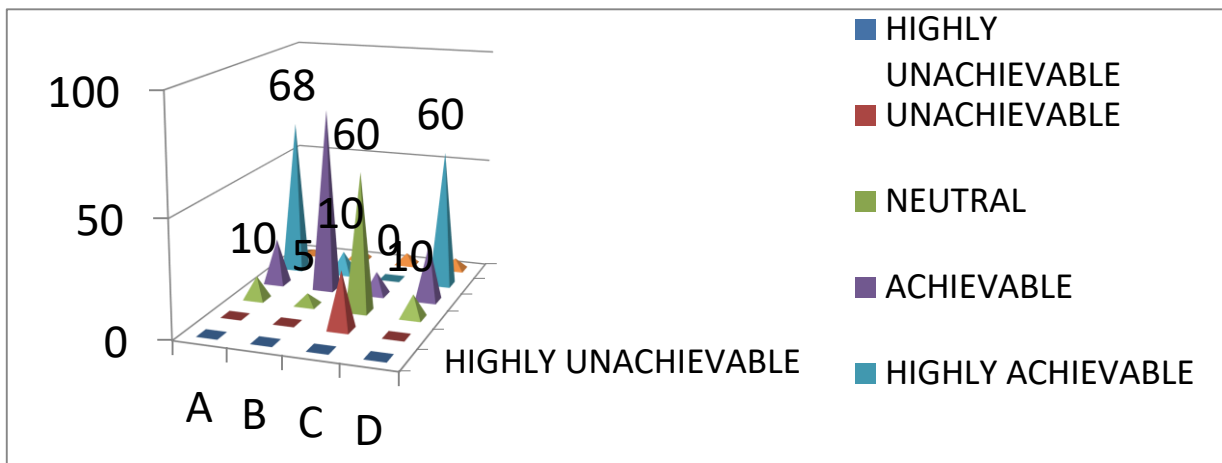 100
50
0
68
60
60
10
10
0
5
10
A
B
C
D
HIGHLY UNACHIEVABLE
HIGHLY
UNACHIEVABLE
UNACHIEVABLE
NEUTRAL
ACHIEVABLE
HIGHLY ACHIEVABLE